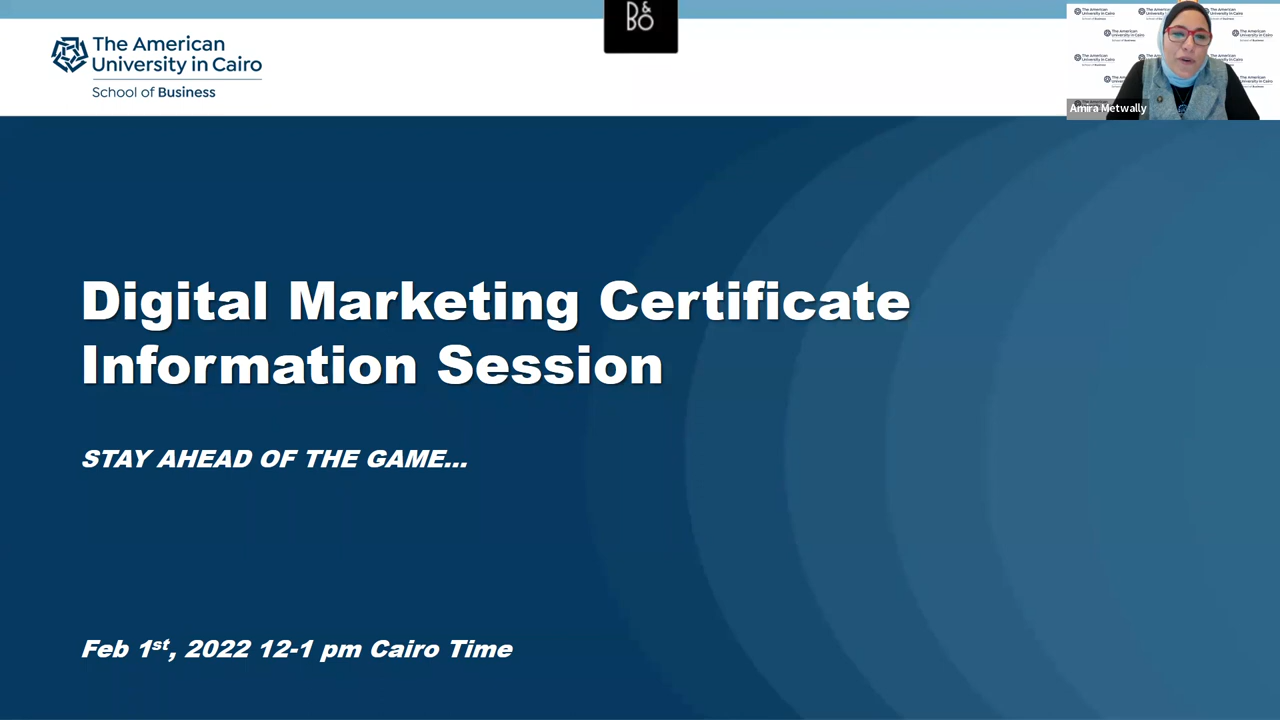 The American
University in Cairo
School of Business
B&O
Amira Metwally
Digital Marketing Certificate
Information Session
STAY AHEAD OF THE GAME...
Feb 1st, 2022 12-1 pm Cairo Time